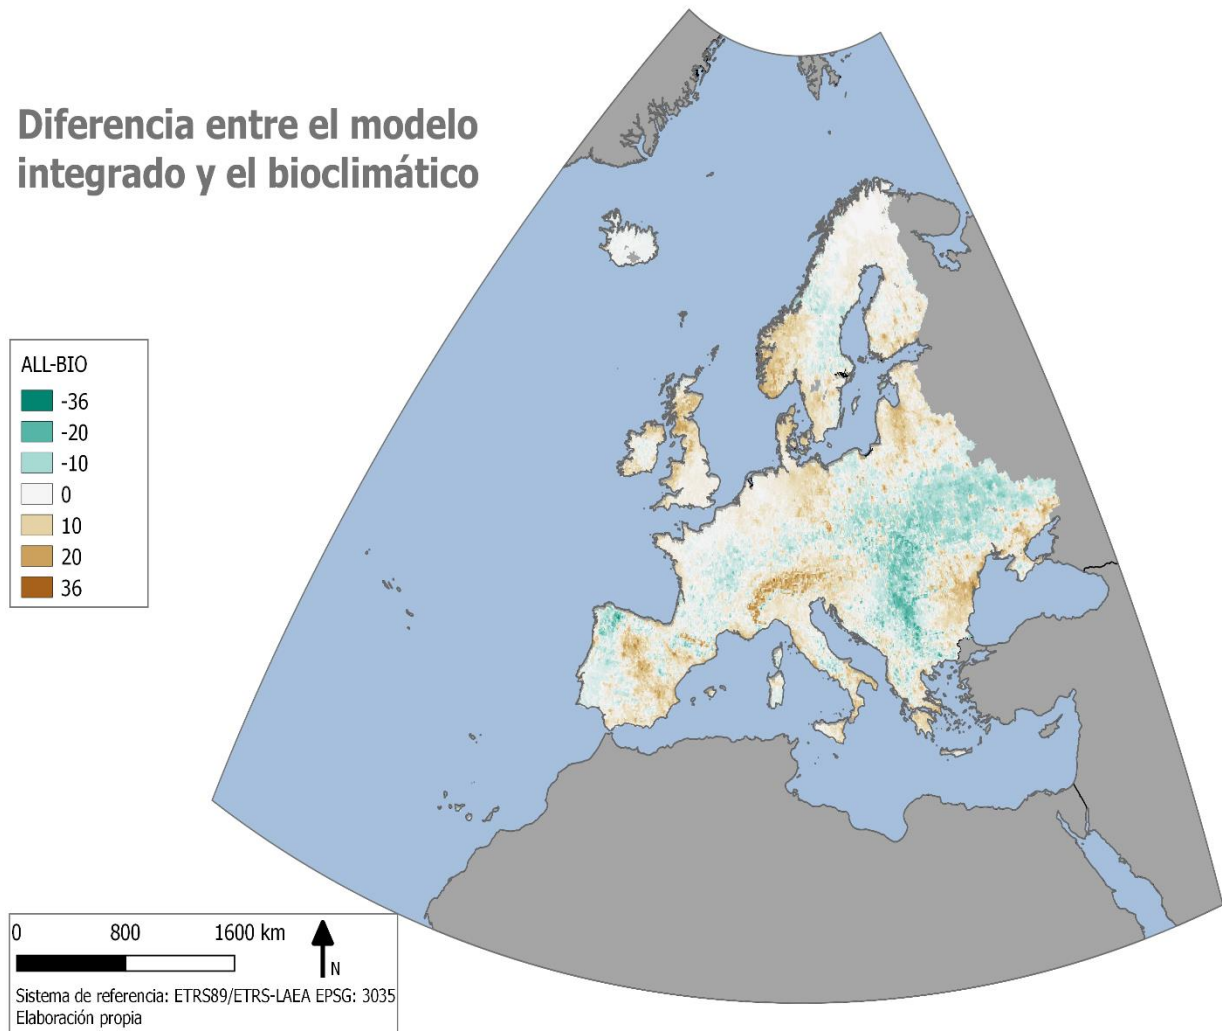 Diferencia entre el modelo
integrado y el bioclimático
ALL-BIO
-36
-20
-10
0
10
20
36
0 800 1600 km
N
Sistema de referencia: ETRS89/ETRS-LAEA EPSG: 3035
Elaboración propia